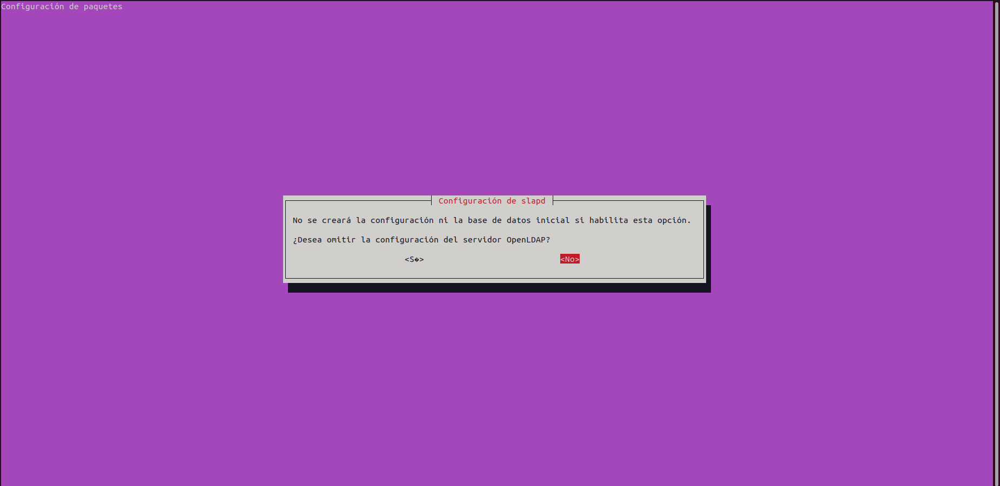 Configuración de paquetes
Configuración de slapd
No se creará la configuración ni la base de datos inicial si habilita esta opción.
¿Desea omitir la configuración del servidor OpenLDAP?
<S�> <No>